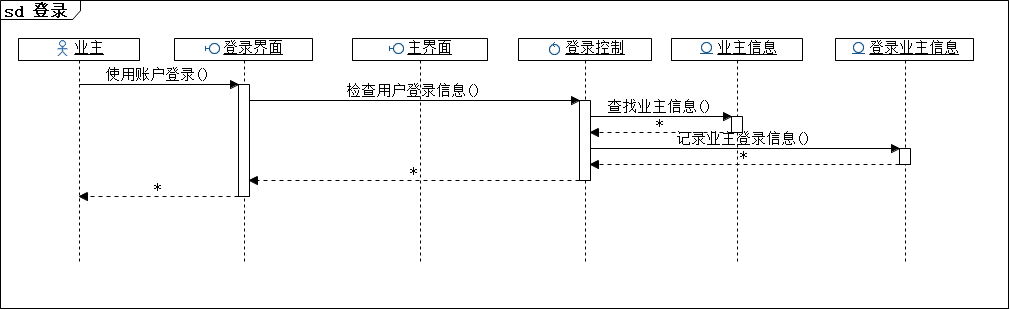 sd 登录
业主
登录界面
主界面
登录控制
业主信息
登录业主信息
使用账户登录()
检查用户登录信息()
查找业主信息()
*
记录业主登录信息()
*
*
*